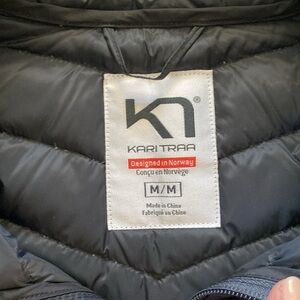 KARI TRAA
Designed in Norway
Conçu en Norvège
M/M
Made in China
Fabriqué en Chine